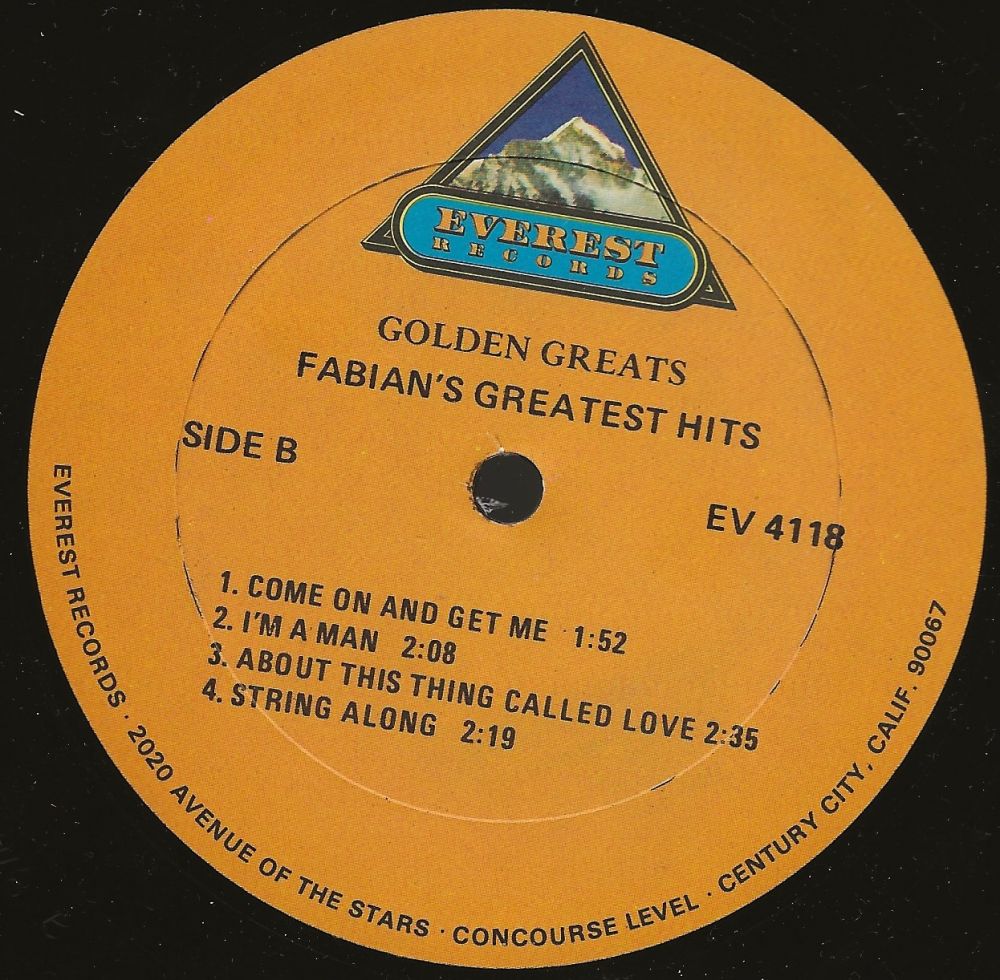 EVEREST
RECORDS
GOLDEN GREATS
FABIAN'S GREATEST HITS
SIDE B
EV 4118
1. COME ON AND GET ME 1:52
2. I'M A MAN 2:08
3. ABOUT THIS THING CALLED LOVE 2:35
4. STRING ALONG 2:19
EVEREST RECORDS · 2020 AVENUE OF THE STARS · CONCOURSE LEVEL · CENTURY CITY, CALIF. 90067